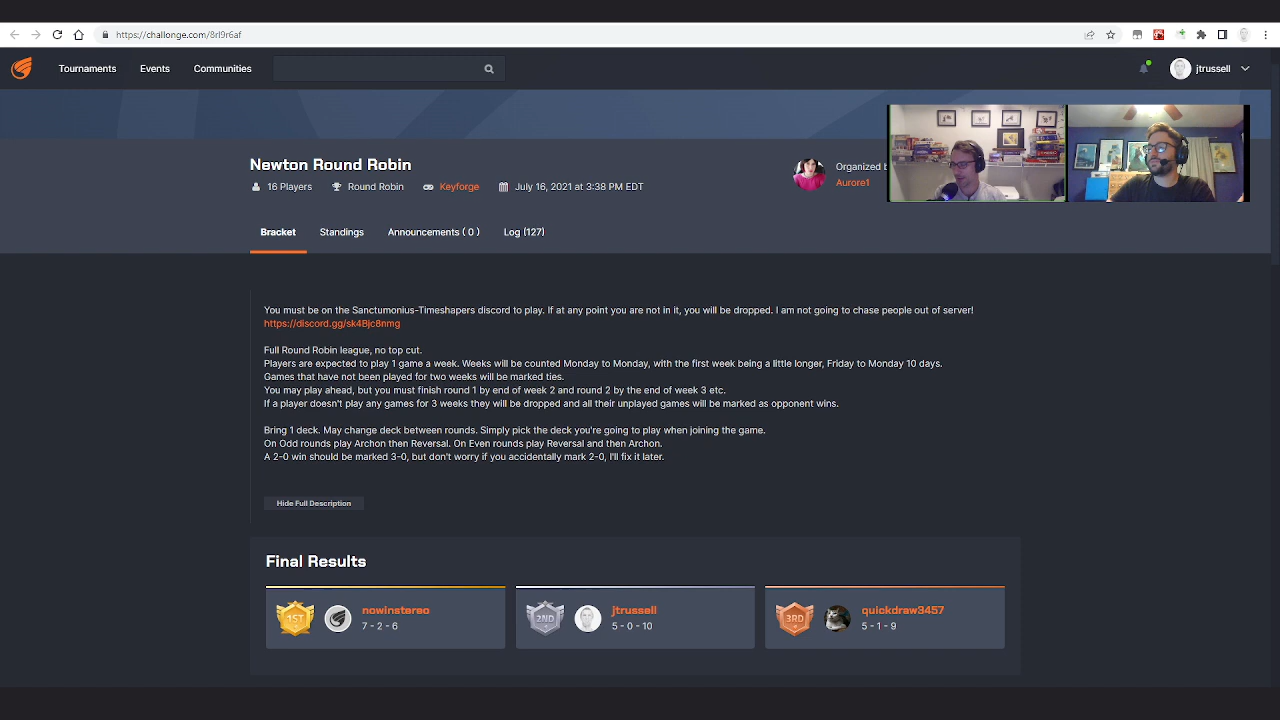 https://challonge.com/8rl9r6af
Tournaments
Events
Communities
jtrussell
Newton Round Robin
16 Players
Round Robin
Keyforge
July 16, 2021 at 3:38 PM EDT
Organized b
Aurore1
Bracket
Standings
Announcements ( 0 )
Log (127)
You must be on the Sanctumonius-Timeshapers discord to play. If at any point you are not in it, you will be dropped. I am not going to chase people out of server!
https://discord.gg/sk4Bjc8nmg
Full Round Robin league, no top cut.
Players are expected to play 1 game a week. Weeks will be counted Monday to Monday, with the first week being a little longer, Friday to Monday 10 days.
Games that have not been played for two weeks will be marked ties.
You may play ahead, but you must finish round 1 by end of week 2 and round 2 by the end of week 3 etc.
If a player doesn't play any games for 3 weeks they will be dropped and all their unplayed games will be marked as opponent wins.
Bring 1 deck. May change deck between rounds. Simply pick the deck you're going to play when joining the game.
On Odd rounds play Archon then Reversal. On Even rounds play Reversal and then Archon.
A 2-0 win should be marked 3-0, but don't worry if you accidentally mark 2-0, I'll fix it later.
Hide Full Description
Final Results
1ST
nowinstereo
7 - 2 - 6
2ND
jtrussell
5 - 0 - 10
3RD
quickdraw3457
5 - 1 - 9